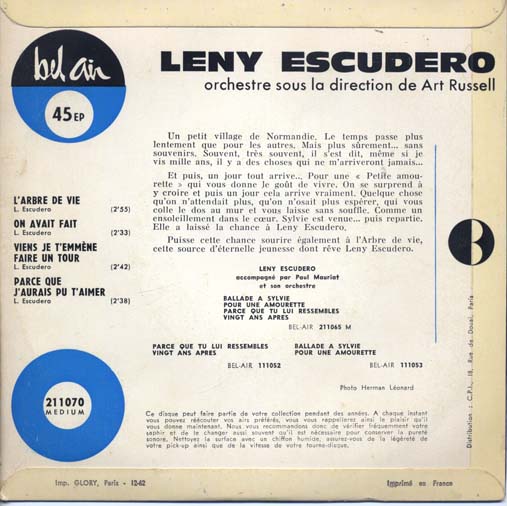 bel air
45 EP
LENY ESCUDERO
orchestre sous la direction de Art Russell
Un petit village de Normandie. Le temps passe plus
lentement que pour les autres. Mais plus sûrement... sans
souvenirs. Souvent, très souvent, il s'est dit, même si je
vis mille ans, il y a des choses qui ne m'arriveront jamais...
Et puis, un jour tout arrive.. Pour une « Petite amou-
rette » qui vous donne le goût de vivre. On se surprend à
y croire et puis un jour cela arrive vraiment. Quelque chose
qu'on n'attendait plus, qu'on n'osait plus espérer, qui vous
colle le dos au mur et vous laisse sans souffle. Comme un
ensoleillement dans le cœur. Sylvie est venue... puis repartie.
Elle a laissé la chance à Leny Escudero.
Puisse cette chance sourire également à l'Arbre de vie,
cette source d'éternelle jeunesse dont rêve Leny Escudero.
L'ARBRE DE VIE
L. Escudero (2'55)
ON AVAIT FAIT
L. Escudero (2'33)
VIENS JE T'EMMÈNE
FAIRE UN TOUR
L. Escudero (2'42)
PARCE QUE
J'AURAIS PU T'AIMER
L. Escudero (2'38)
LENY ESCUDERO
accompagné par Paul Mauriat
et son orchestre
BALLADE A SYLVIE
POUR UNE AMOURETTE
PARCE QUE TU LUI RESSEMBLES
VINGT ANS APRES
BEL-AIR 211065 M
PARCE QUE TU LUI RESSEMBLES
VINGT ANS APRES
BEL-AIR 111052
BALLADE A SYLVIE
POUR UNE AMOURETTE
BEL-AIR 111053
Photo Herman Léonard
211070
MEDIUM
Ce disque peut faire partie de votre collection pendant des années. A chaque instant
vous pouvez réécouter vos airs préférés, vous vous rappellerez ainsi le plaisir qu'il
vous donne maintenant. Nous vous recommandons donc de vérifier fréquemment votre
saphir et de le changer aussi souvent qu'il est nécessaire pour conserver la pureté
sonore. Nettoyez la surface avec un chiffon humide, assurez-vous de la légèreté de
votre pick-up ainsi que de la vitesse de votre tourne-disque.
Distribution : C.P.I., 18, Rue de Douai, Paris
Imp. GLORY, Paris - 12-62
Imprimé en France